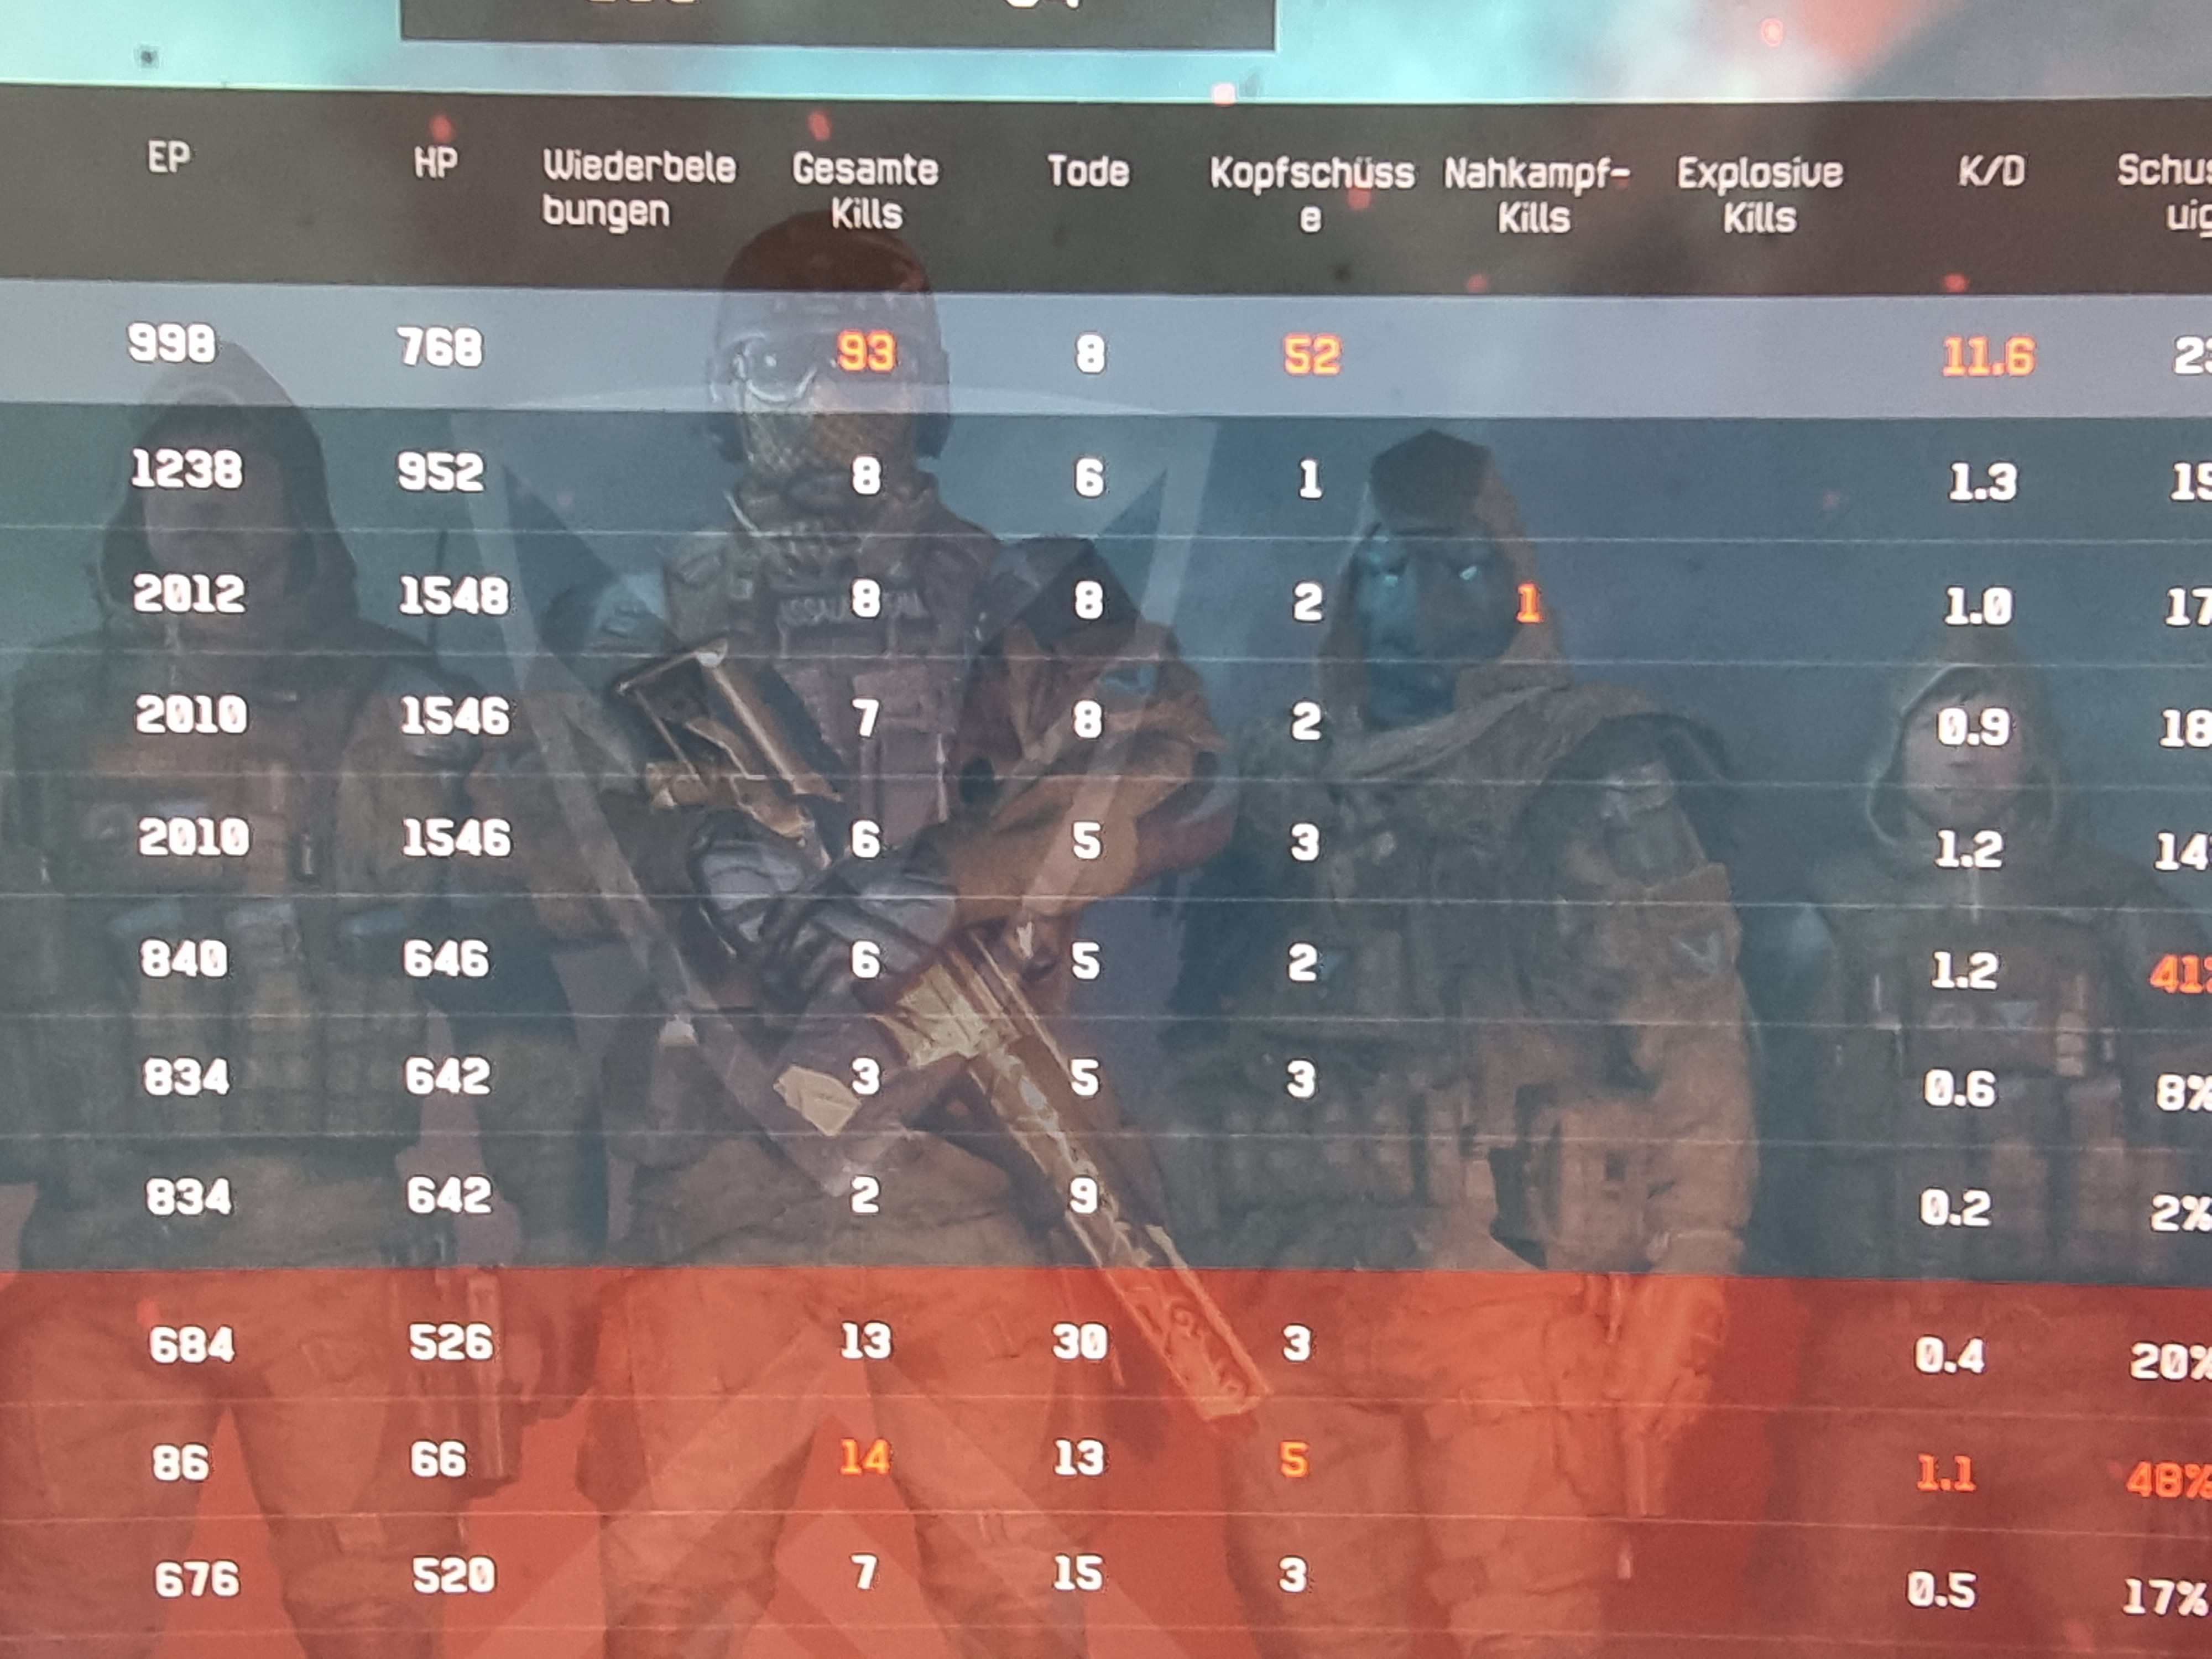 EP HP Wiederbele Gesamte Tode Kopfschüss Nahkampf- Explosive K/D
bungen Kills e Kills Kills
998 768 93 8 52 11.6
1238 952 8 6 1 1.3
2012 1548 8 8 2 1 1.0
2010 1546 7 8 2 0.9
2010 1546 6 5 3 1.2
840 646 6 5 2 1.2
834 642 3 5 3 0.6 8%
834 642 2 9 0.2 2%
684 526 13 30 3 0.4 20%
86 66 14 13 5 1.1 48%
676 520 7 15 3 0.5 17%